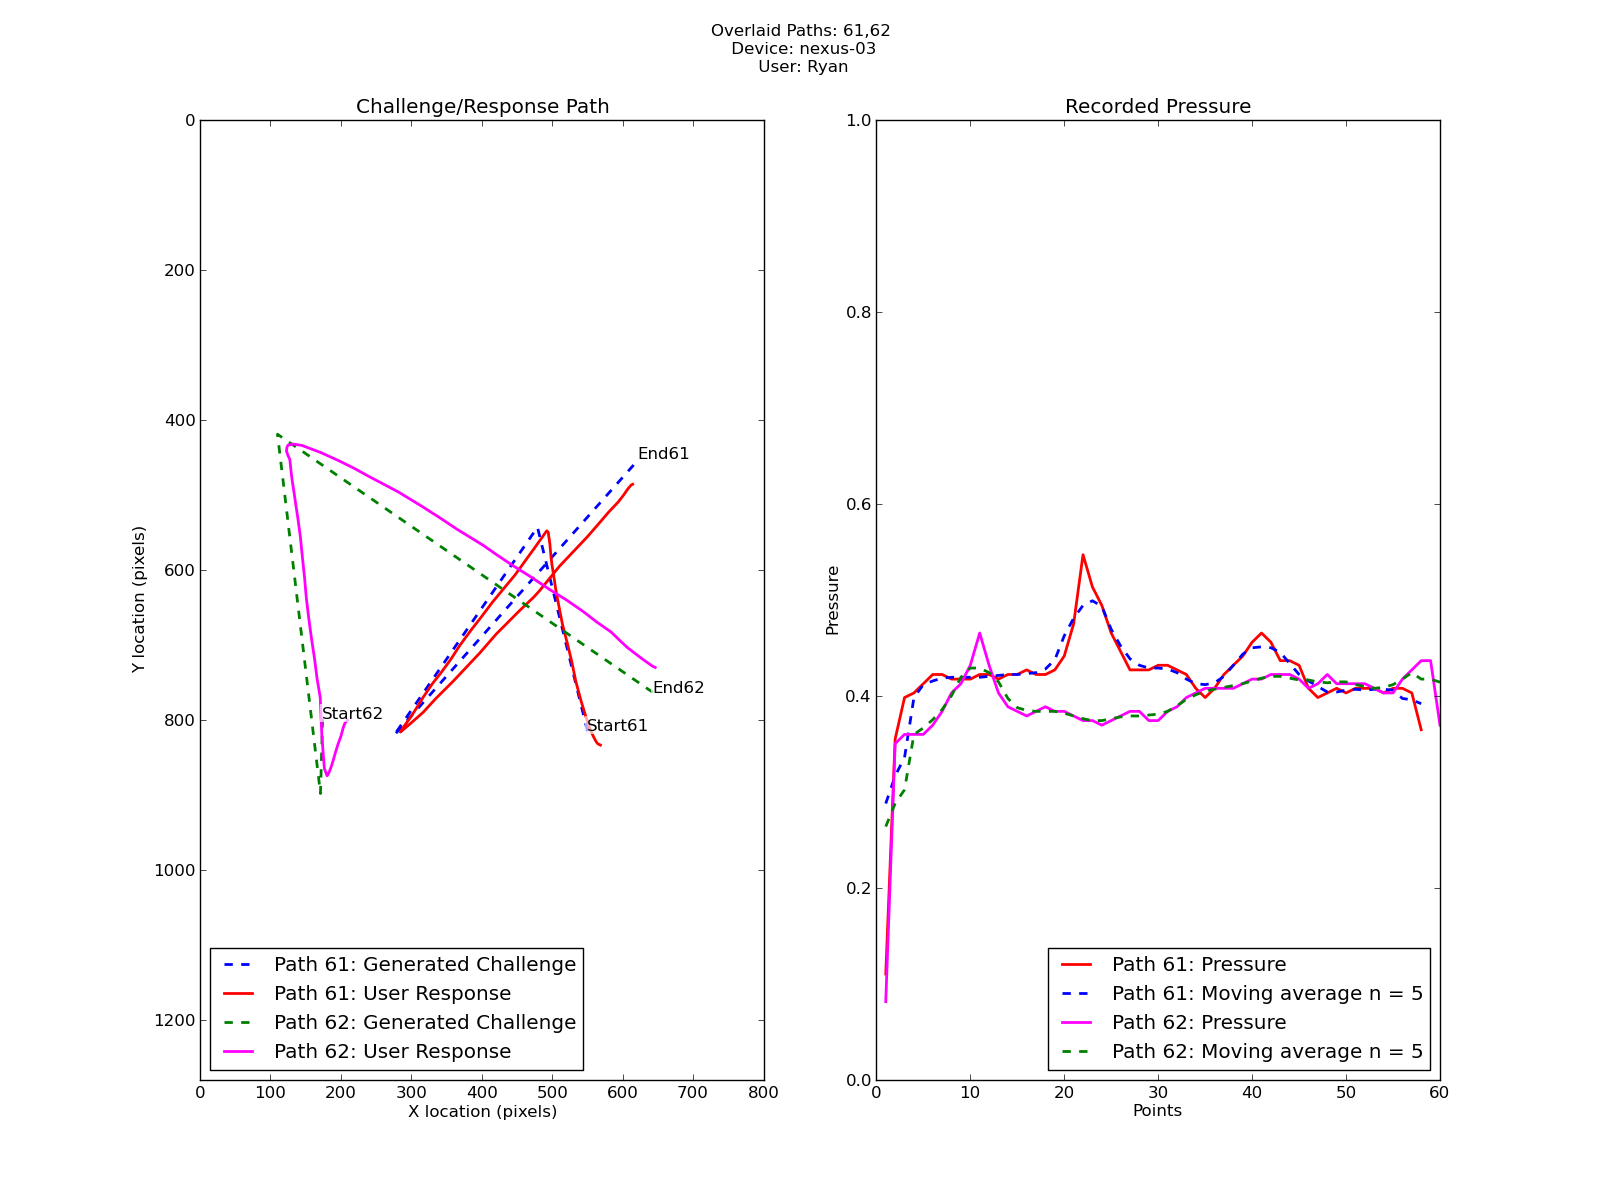 Overlaid Paths: 61,62
Device: nexus-03
User: Ryan
Challenge/Response Path
0
200
400
600
800
1000
1200
Y location (pixels)
End61
End62
Start62
Start61
Path 61: Generated Challenge
Path 61: User Response
Path 62: Generated Challenge
Path 62: User Response
0 100 200 300 400 500 600 700 800
X location (pixels)
Recorded Pressure
1.0
0.8
0.6
0.4
0.2
0.0
Pressure
Path 61: Pressure
Path 61: Moving average n = 5
Path 62: Pressure
Path 62: Moving average n = 5
0 10 20 30 40 50 60
Points